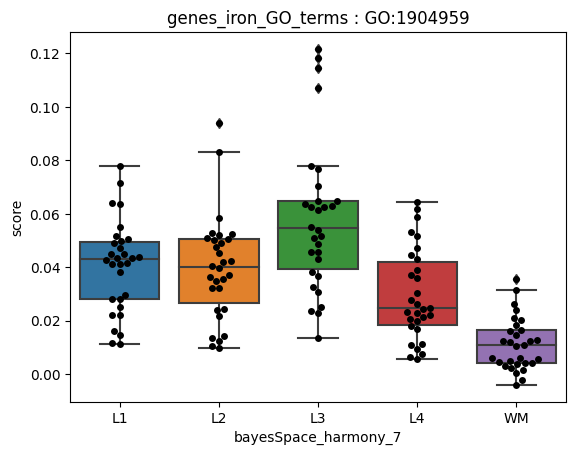 genes_iron_GO_terms : GO:1904959
0.12
0.10
0.08
0.06
0.04
0.02
0.00
score
L1 L2 L3 L4 WM
bayesSpace_harmony_7